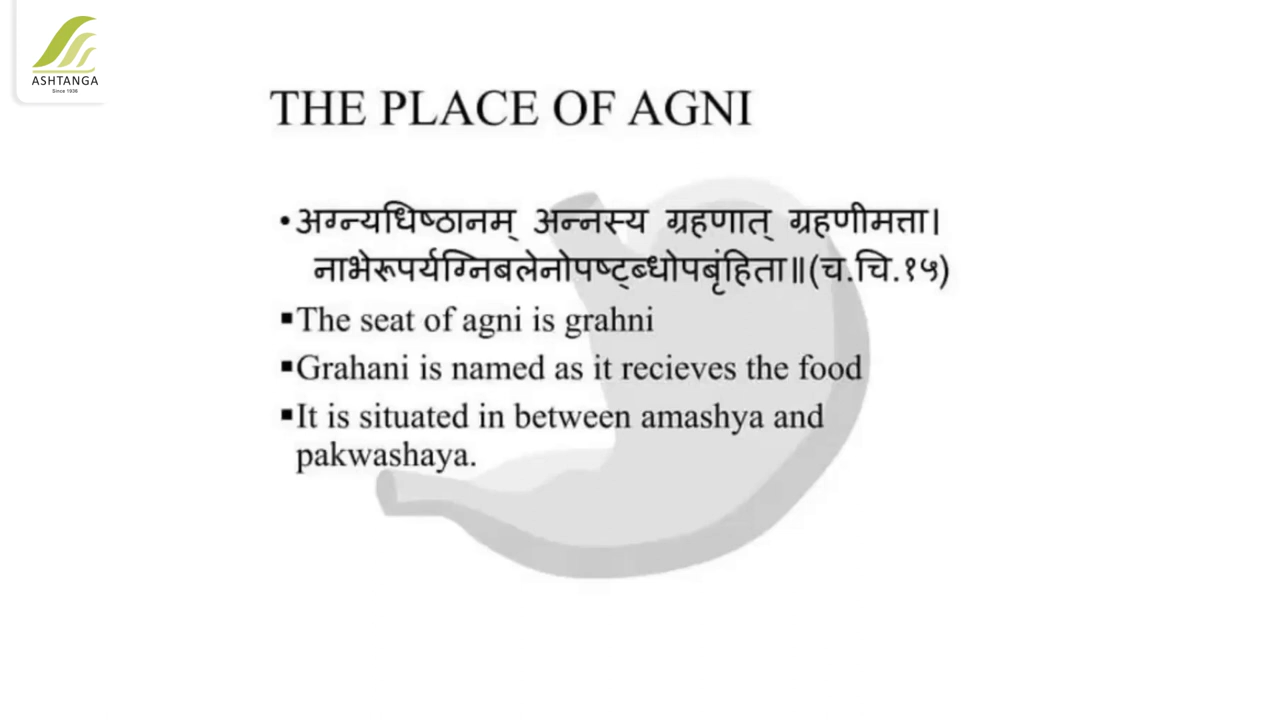 ASHTANGA
Since 1936
THE PLACE OF AGNI
•अग्न्यधिष्ठानम् अन्नस्य ग्रहणात् ग्रहणीमत्ता।
नाभेरूपर्यग्निबलेनोपष्ट्ब्धोपबृंहिता॥(च.चि.१५)
▪The seat of agni is grahni
▪Grahani is named as it recieves the food
▪It is situated in between amashya and
pakwashaya.